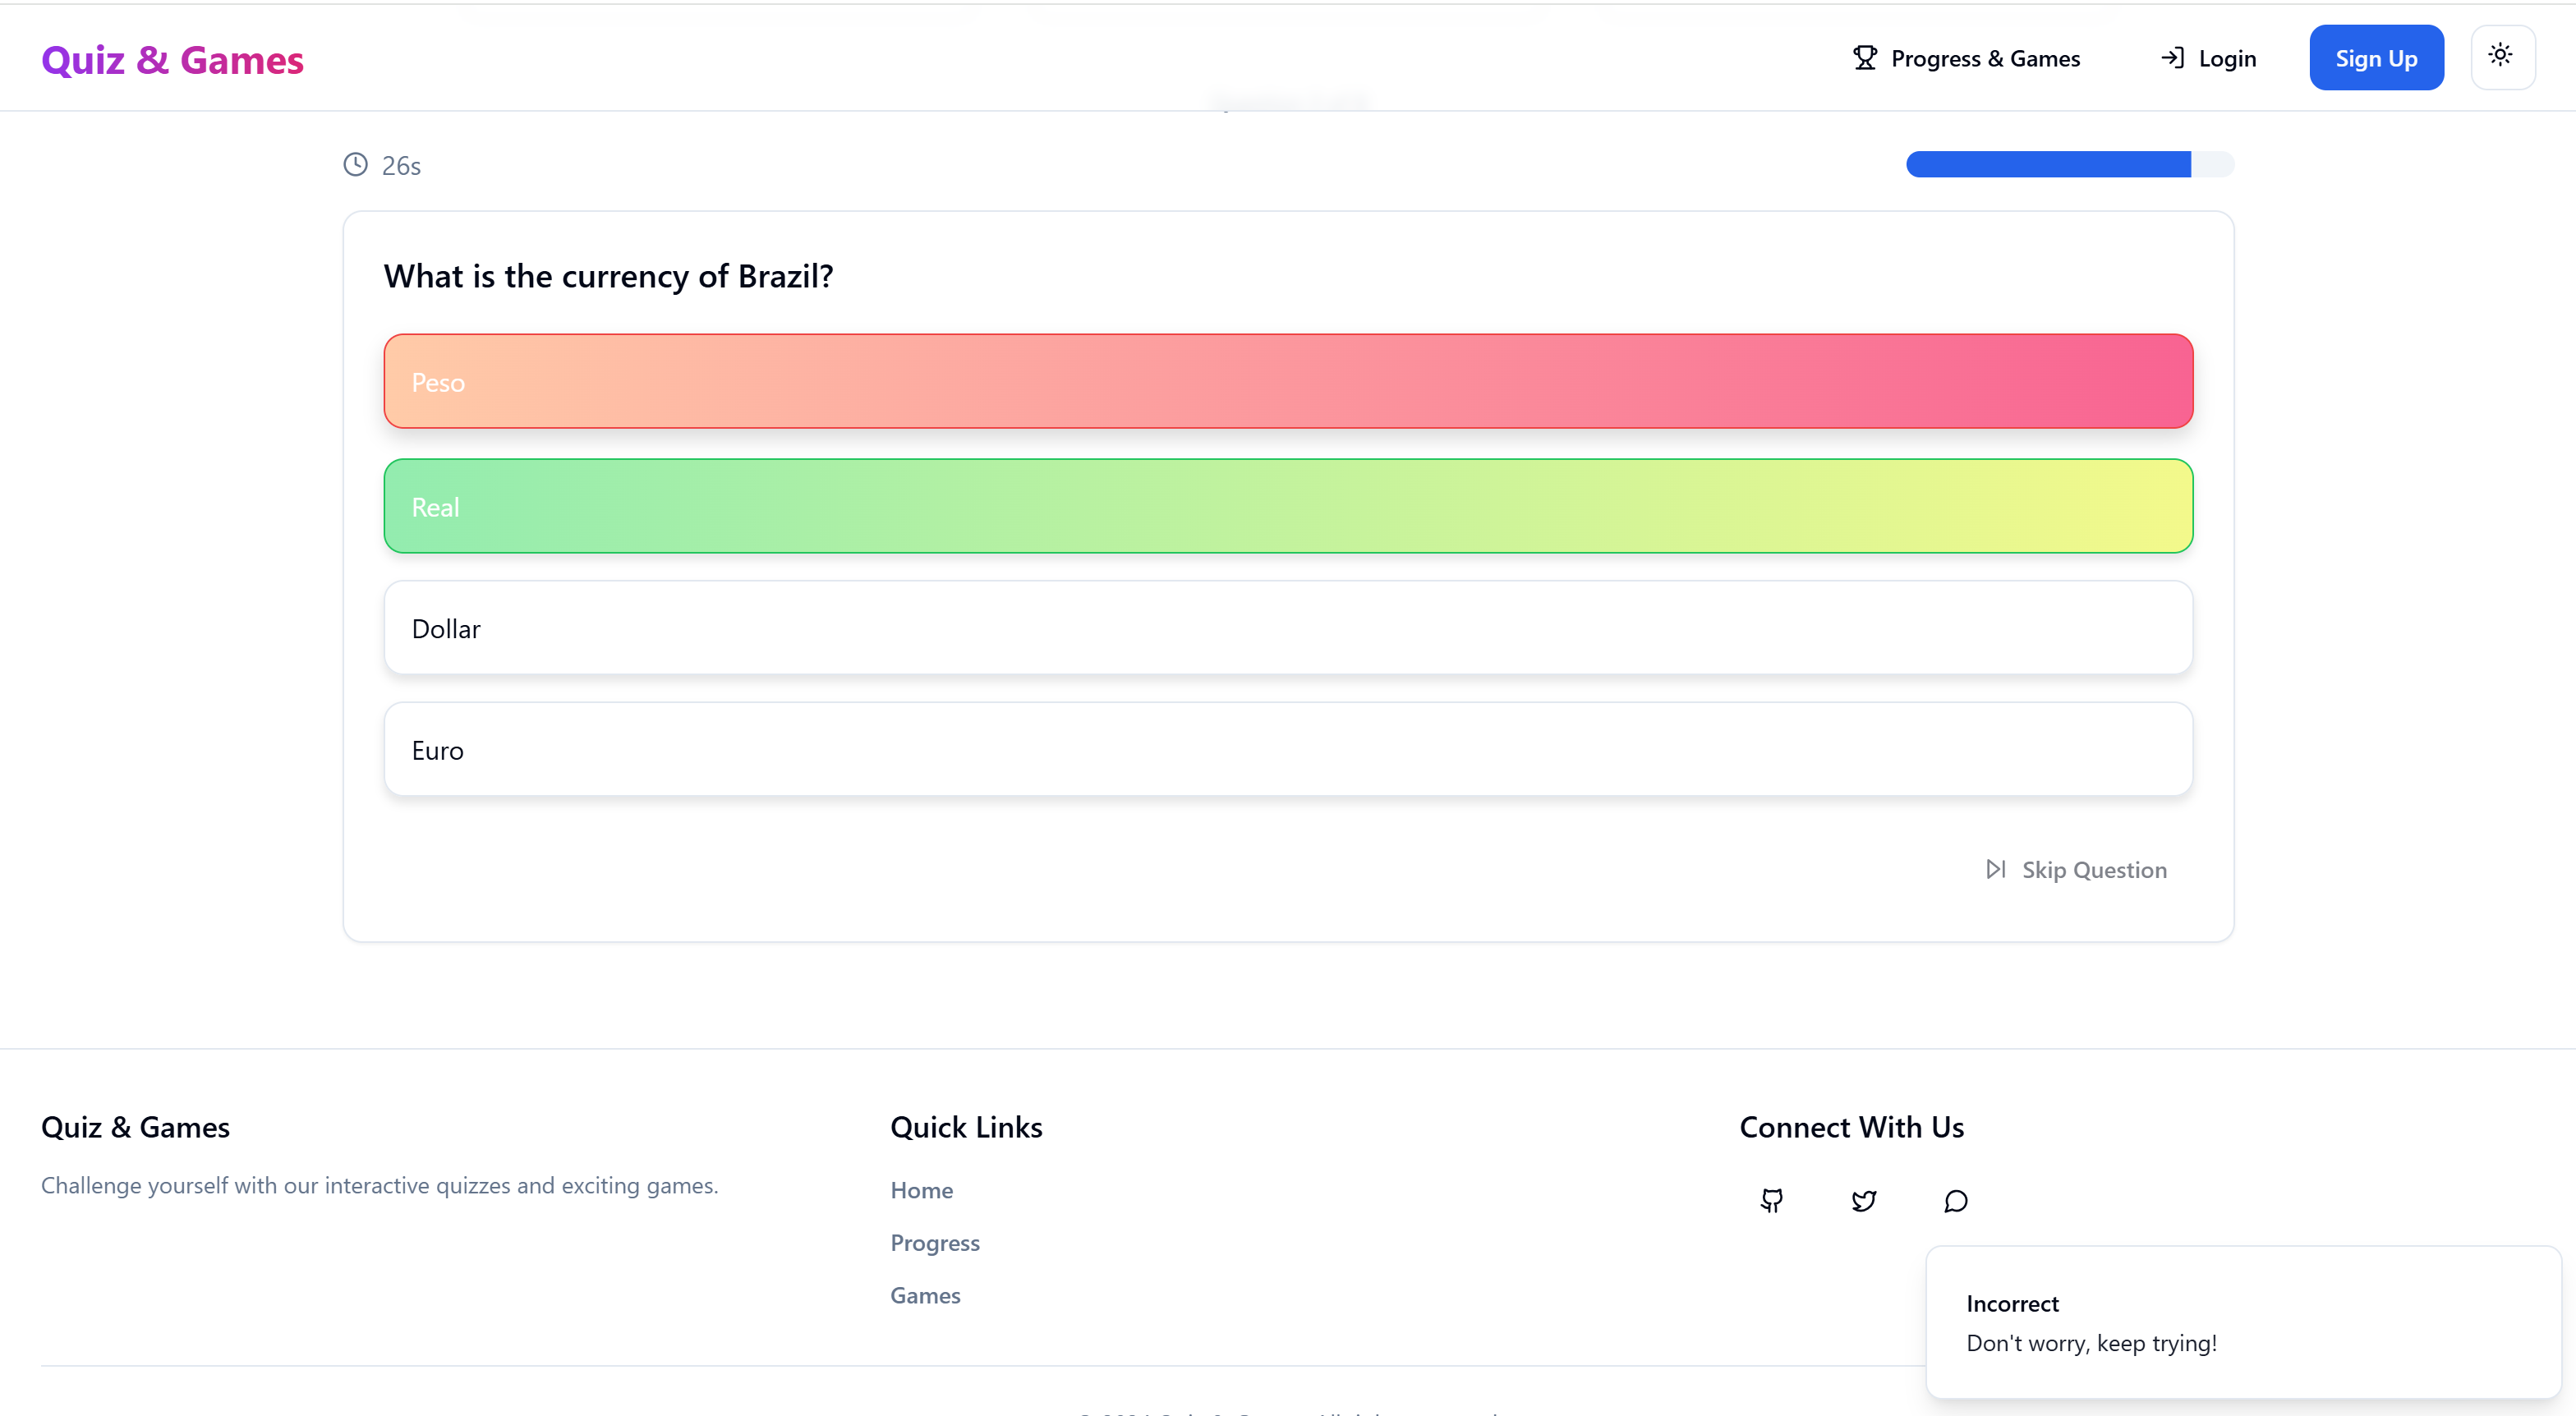 Quiz & Games
Progress & Games
Login
Sign Up
26s
What is the currency of Brazil?
Peso
Real
Dollar
Euro
Skip Question
Quiz & Games
Challenge yourself with our interactive quizzes and exciting games.
Quick Links
Home
Progress
Games
Connect With Us
Incorrect
Don't worry, keep trying!